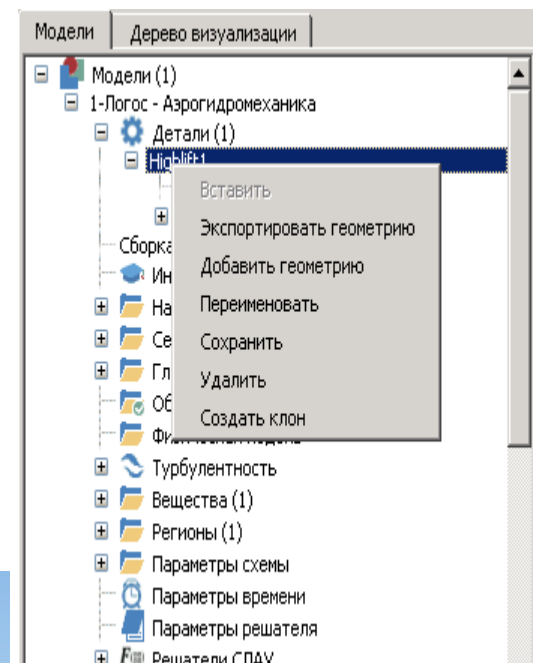 Модели Дерево визуализации
Модели (1)
1-Логос - Аэрогидромеханика
Детали (1)
Highlift1
Вставить
Экспортировать геометрию
Добавить геометрию
Переименовать
Сохранить
Удалить
Создать клон
Турбулентность
Вещества (1)
Регионы (1)
Параметры схемы
Параметры времени
Параметры решателя
Решатели СЛАУ